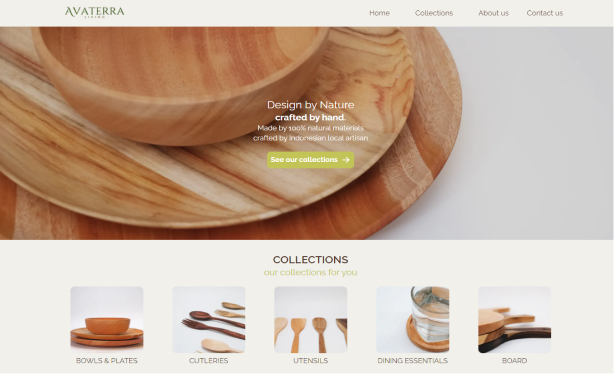 AVATERRA
LIVING
Home Collections About us Contact us
Design by Nature
crafted by hand.
Made by 100% natural materials
crafted by Indonesian local artisan
See our collections →
COLLECTIONS
our collections for you
BOWLS & PLATES CUTLERIES UTENSILS DINING ESSENTIALS BOARD